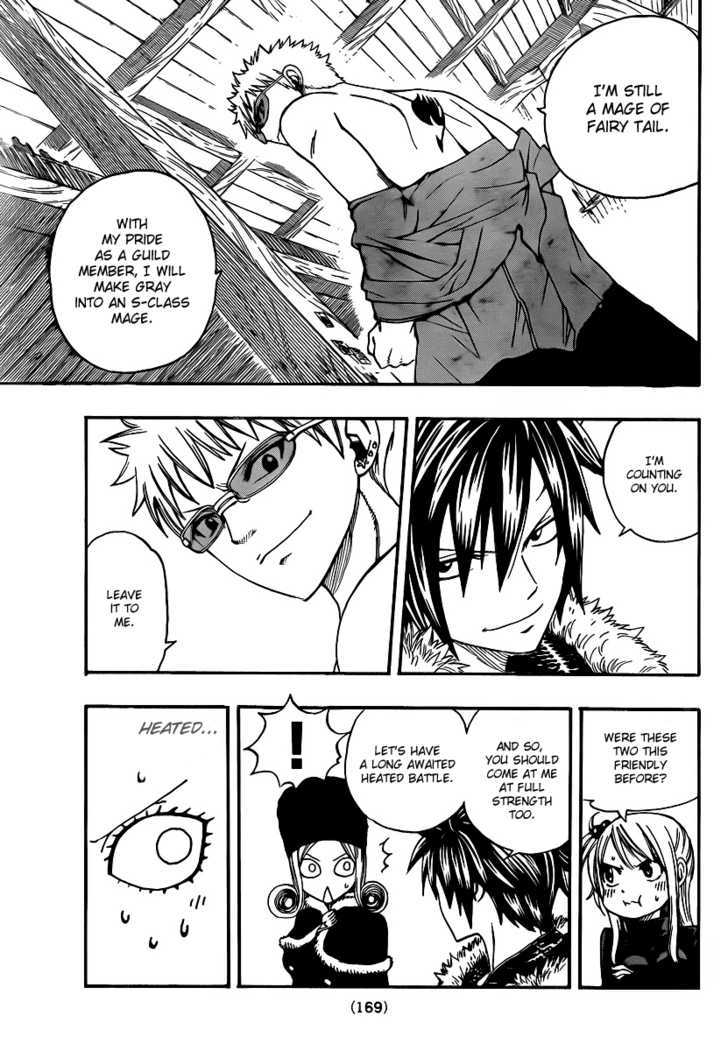 I'M STILL
A MAGE OF
FAIRY TAIL.
WITH
MY PRIDE
AS A GUILD
MEMBER, I WILL
MAKE GRAY
INTO AN S-CLASS
MAGE.
I'M
COUNTING
ON YOU.
LEAVE
IT TO
ME.
WERE THESE
TWO THIS
FRIENDLY
BEFORE?
AND SO,
YOU SHOULD
COME AT ME
AT FULL
STRENGTH
TOO.
LET'S HAVE
A LONG AWAITED
HEATED BATTLE.
!
HEATED...
(169)